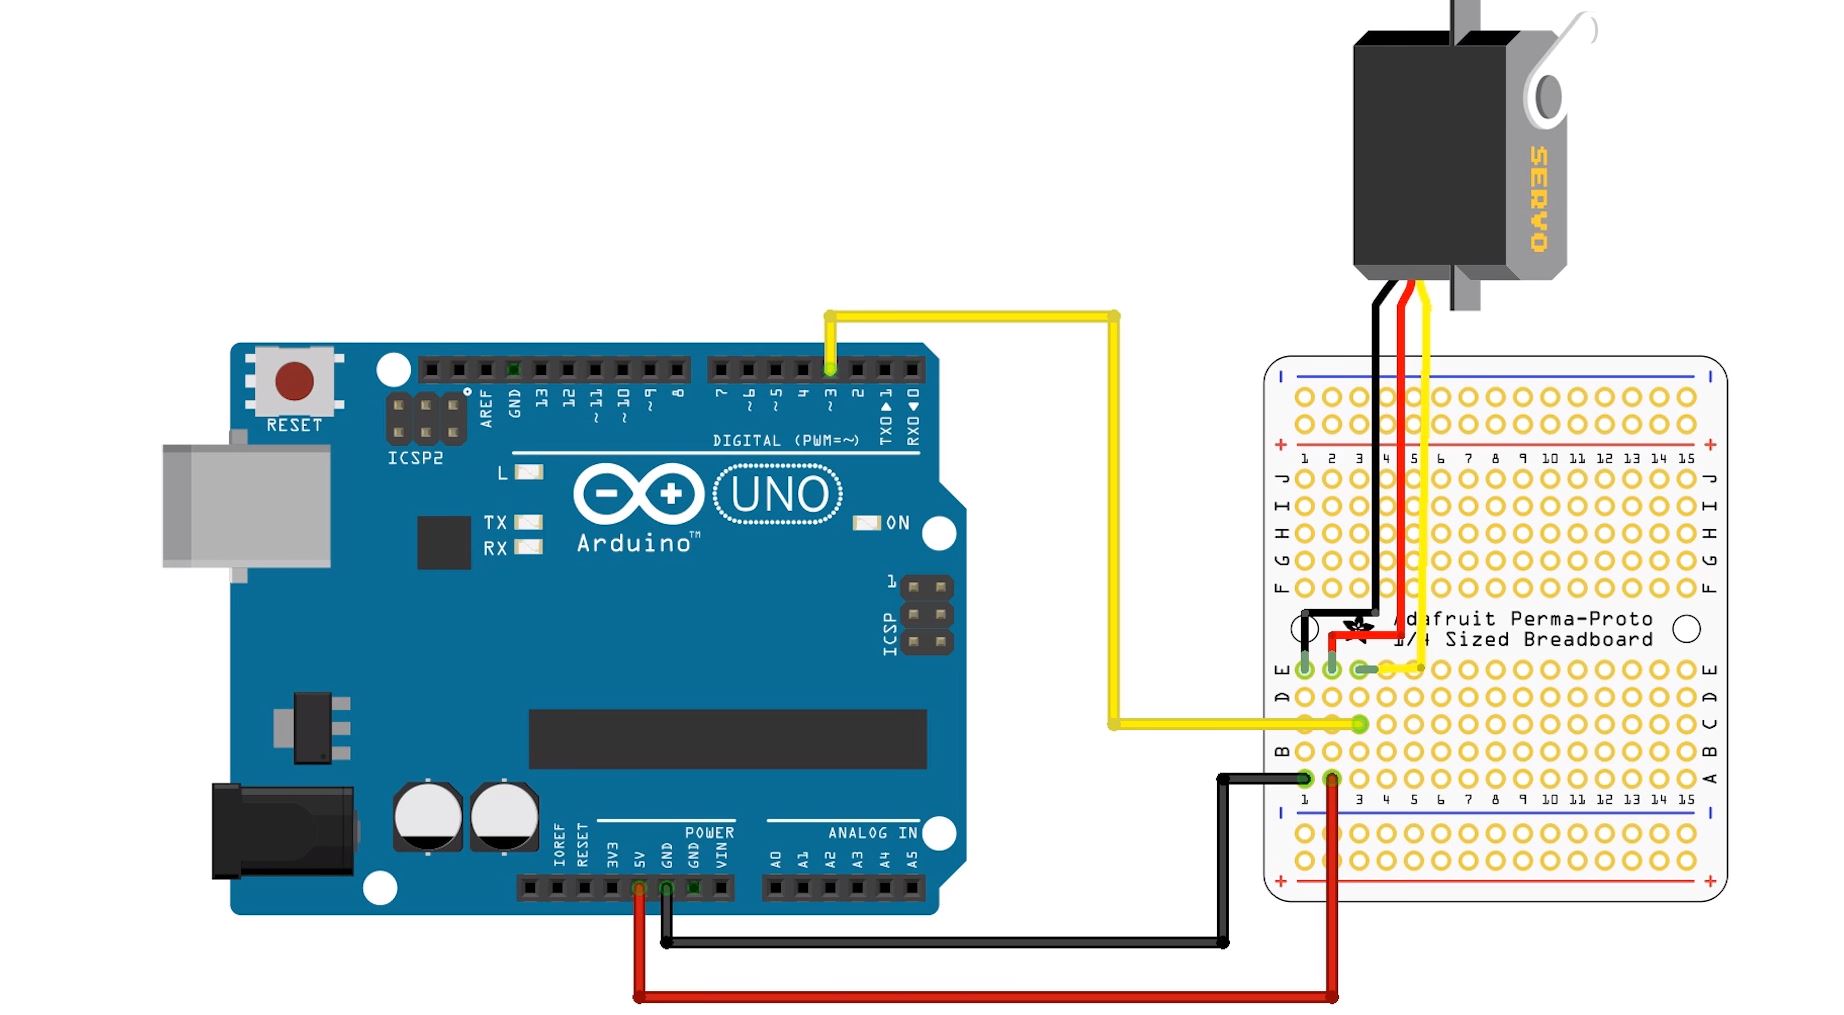 SERVO
RESET
ICSP2
AREF
GND
13
12
~11
~10
~9
8
7
~6
~5
4
~3
2
TX0▶1
RX0◀0
DIGITAL (PWM=~)
L
TX
RX
UNO
Arduino™
ON
1
ICSP
IOREF
RESET
3V3
5V
GND
GND
VIN
POWER
ANALOG IN
A0
A1
A2
A3
A4
A5
- -
+ +
1 2 3 4 5 6 7 8 9 10 11 12 13 14 15
J J
I I
H H
G G
F F
Adafruit Perma-Proto
1/4 Sized Breadboard
E E
D D
C
B B
A
1 2 3 4 5 6 7 8 9 10 11 12 13 14 15
- -
+ +